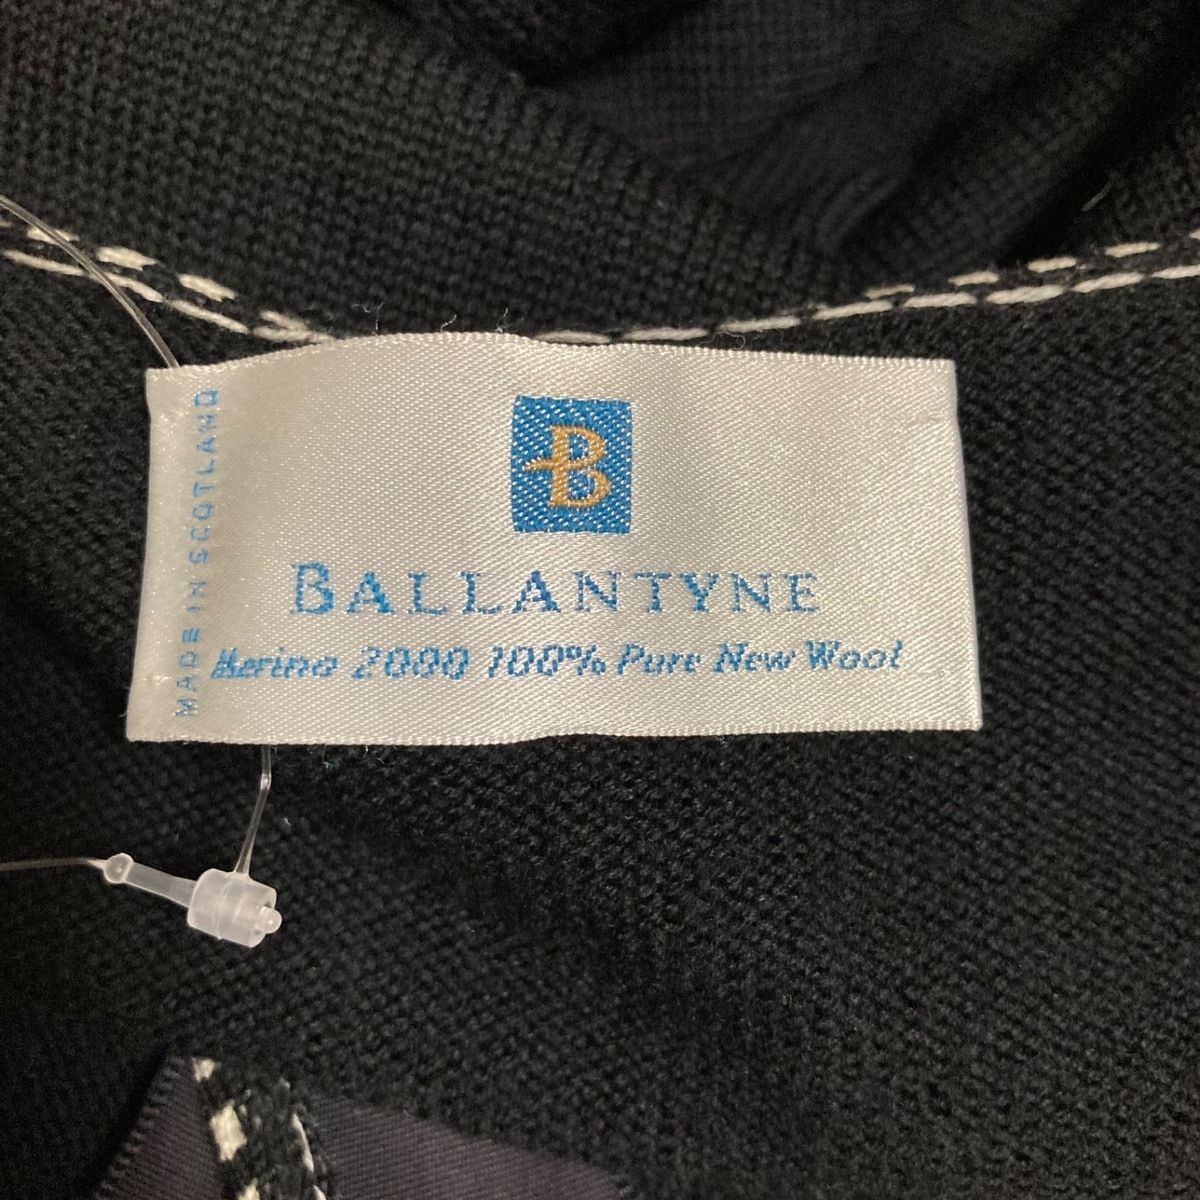 B
BALLANTYNE
Merino 2000 100% Pure New Wool
MADE IN SCOTLAND